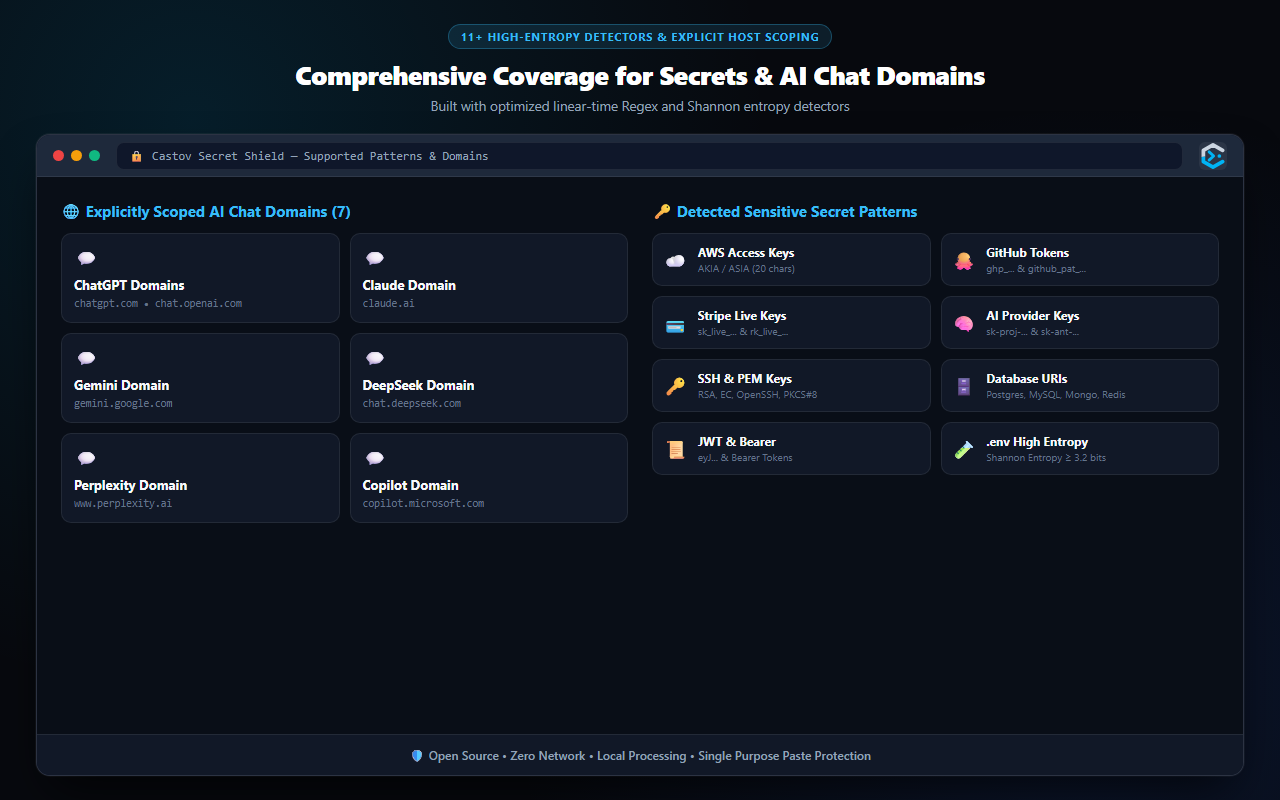 11+ HIGH-ENTROPY DETECTORS & EXPLICIT HOST SCOPING
Comprehensive Coverage for Secrets & AI Chat Domains
Built with optimized linear-time Regex and Shannon entropy detectors
Castov Secret Shield — Supported Patterns & Domains
Explicitly Scoped AI Chat Domains (7)
ChatGPT Domains
chatgpt.com • chat.openai.com
Claude Domain
claude.ai
Gemini Domain
gemini.google.com
DeepSeek Domain
chat.deepseek.com
Perplexity Domain
www.perplexity.ai
Copilot Domain
copilot.microsoft.com
Detected Sensitive Secret Patterns
AWS Access Keys
AKIA / ASIA (20 chars)
GitHub Tokens
ghp_... & github_pat_...
Stripe Live Keys
sk_live_... & rk_live_...
AI Provider Keys
sk-proj-... & sk-ant-...
SSH & PEM Keys
RSA, EC, OpenSSH, PKCS#8
Database URIs
Postgres, MySQL, Mongo, Redis
JWT & Bearer
eyJ... & Bearer Tokens
.env High Entropy
Shannon Entropy ≥ 3.2 bits
Open Source • Zero Network • Local Processing • Single Purpose Paste Protection